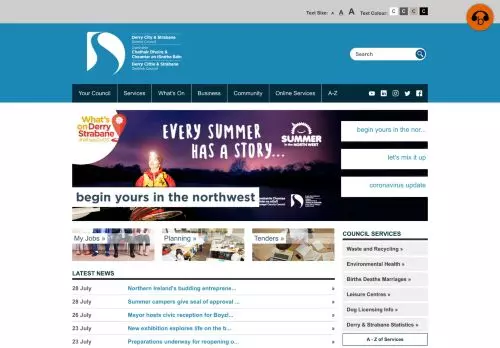 Text Size: A A A Text Colour: C C C C
Derry City & Strabane
District Council
Comhairle
Chathair Dhoire &
Cheantar an tSratha Báin
Derry Cittie & Stràbane
Destrick Cooncil
Search
Your Council Services What's On Business Community Online Services A-Z
What's
on Derry
Strabane
EVERY SUMMER
HAS A STORY...
SUMMER
IN THE NORTH WEST
begin yours in the northwest
begin yours in the nor...
let's mix it up
coronavirus update
My Jobs »
Planning »
Tenders »
LATEST NEWS
28 July Northern Ireland's budding entreprene... »
28 July Summer campers give seal of approval ... »
26 July Mayor hosts civic reception for Boyd... »
23 July New exhibition explores life on the b... »
23 July Preparations underway for reopening o... »
COUNCIL SERVICES
Waste and Recycling »
Environmental Health »
Births Deaths Marriages »
Leisure Centres »
Dog Licensing Info »
Derry & Strabane Statistics »
A - Z of Services